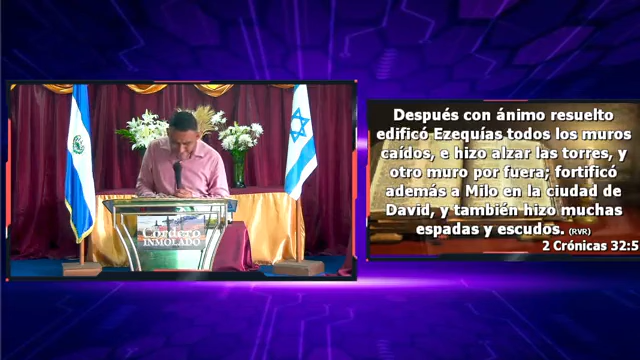 Cordero
INMOLADO
Después con ánimo resuelto
edificó Ezequías todos los muros
caídos, e hizo alzar las torres, y
otro muro por fuera; fortificó
además a Milo en la ciudad de
David, y también hizo muchas
espadas y escudos. (RVR)
2 Crónicas 32:5